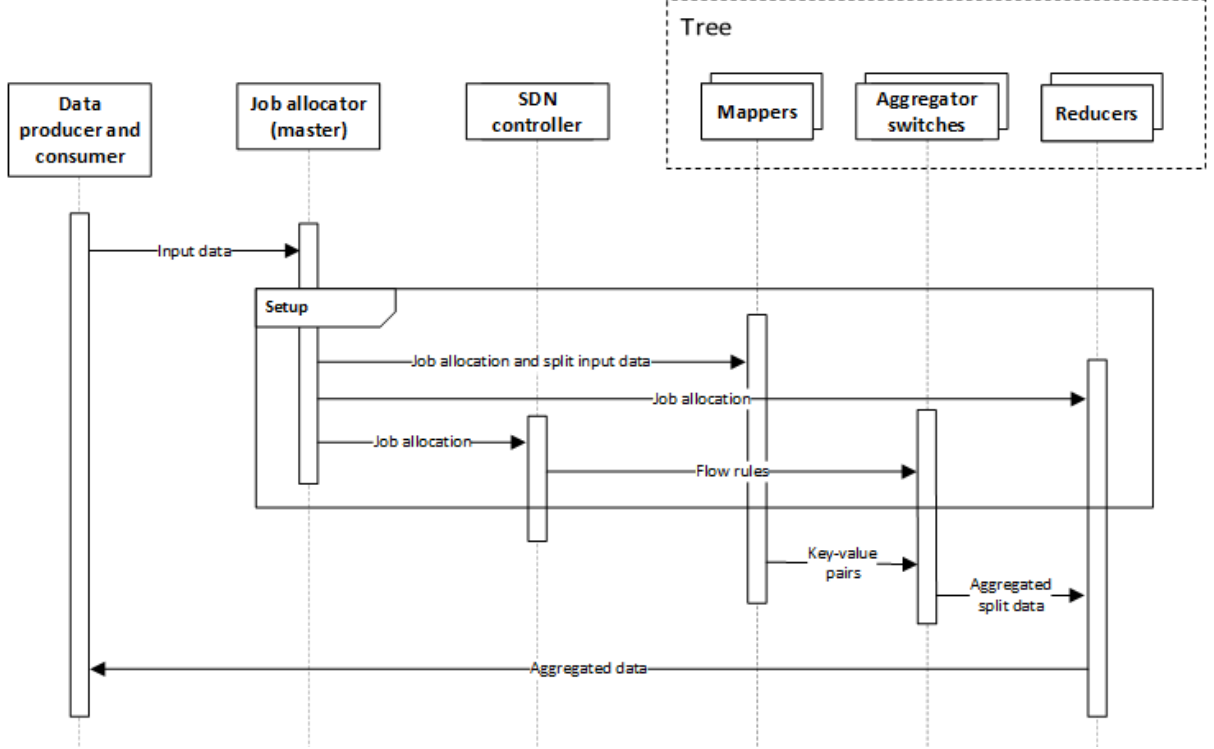 Tree
Data
producer and
consumer
Job allocator
(master)
SDN
controller
Mappers
Aggregator
switches
Reducers
Input data
Setup
Job allocation and split input data
Job allocation
Job allocation
Flow rules
Key-value
pairs
Aggregated
split data
Aggregated data